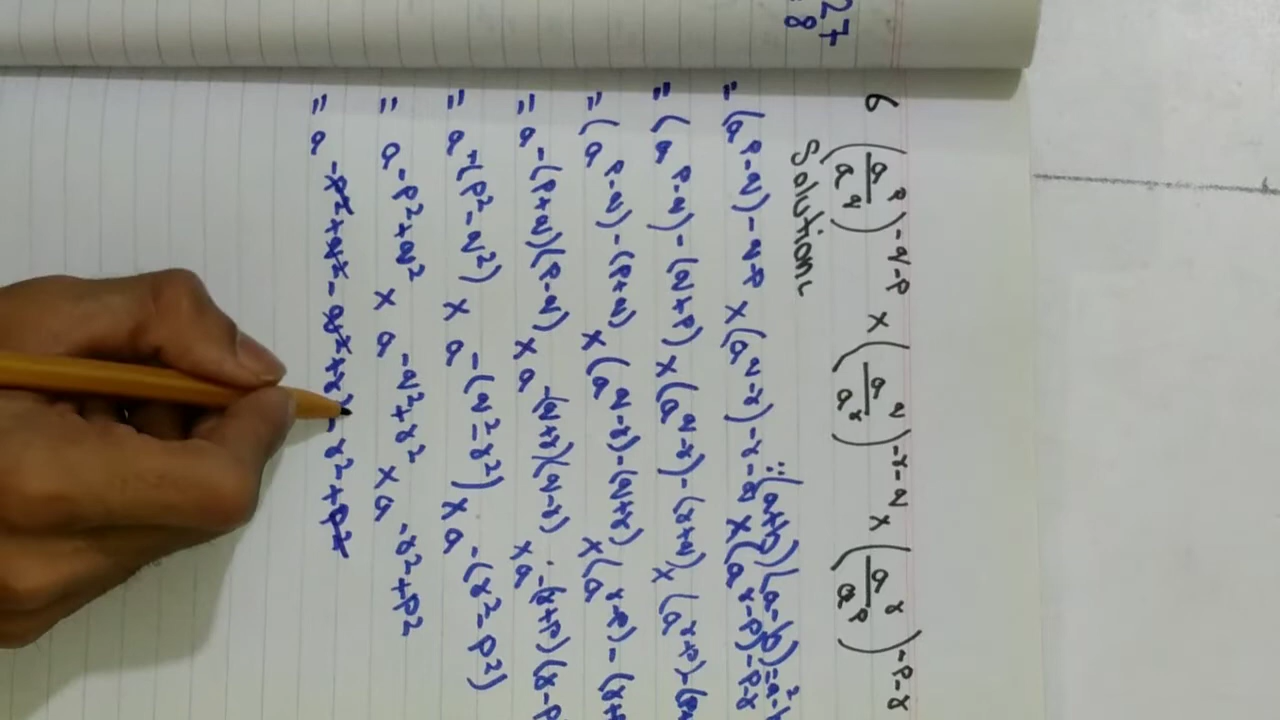 27
= 8
6 (a^p/a^q)^-q-p × (a^q/a^r)^-r-q × (a^r/a^p)^-p-r
Solution
∵ (a+b)(a-b) = a²-b
= (a^p-q)^-q-p × (a^q-r)^-r-q × (a^r-p)^-p-r
= (a^p-q)^-(q+p) × (a^q-r)^-(r+q) × (a^r-p)^-(p+
= (a^p-q)^-(p+q) × (a^q-r)^-(q+r) × (a^r-p)^-(r+
= a^-(p+q)(p-q) × a^-(q+r)(q-r) × a^-(r+p)(r-p
= a^-(p²-q²) × a^-(q²-r²) × a^-(r²-p²)
= a^-p²+q² × a^-q²+r² × a^-r²+p²
= a^-p²+q²-q²+r²-r²+p²